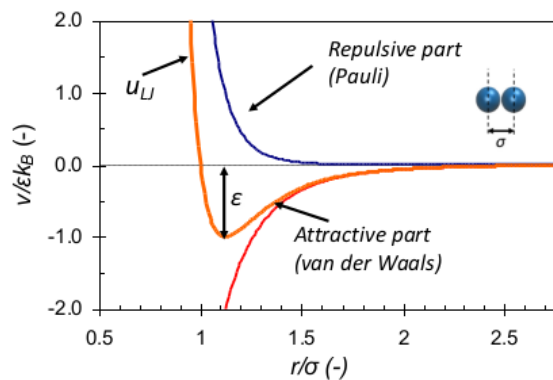 2.0
1.0
0.0
-1.0
-2.0
v/εk_B (-)
u_LJ
Repulsive part
(Pauli)
σ
ε
Attractive part
(van der Waals)
0.5
1
1.5
2
2.5
r/σ (-)